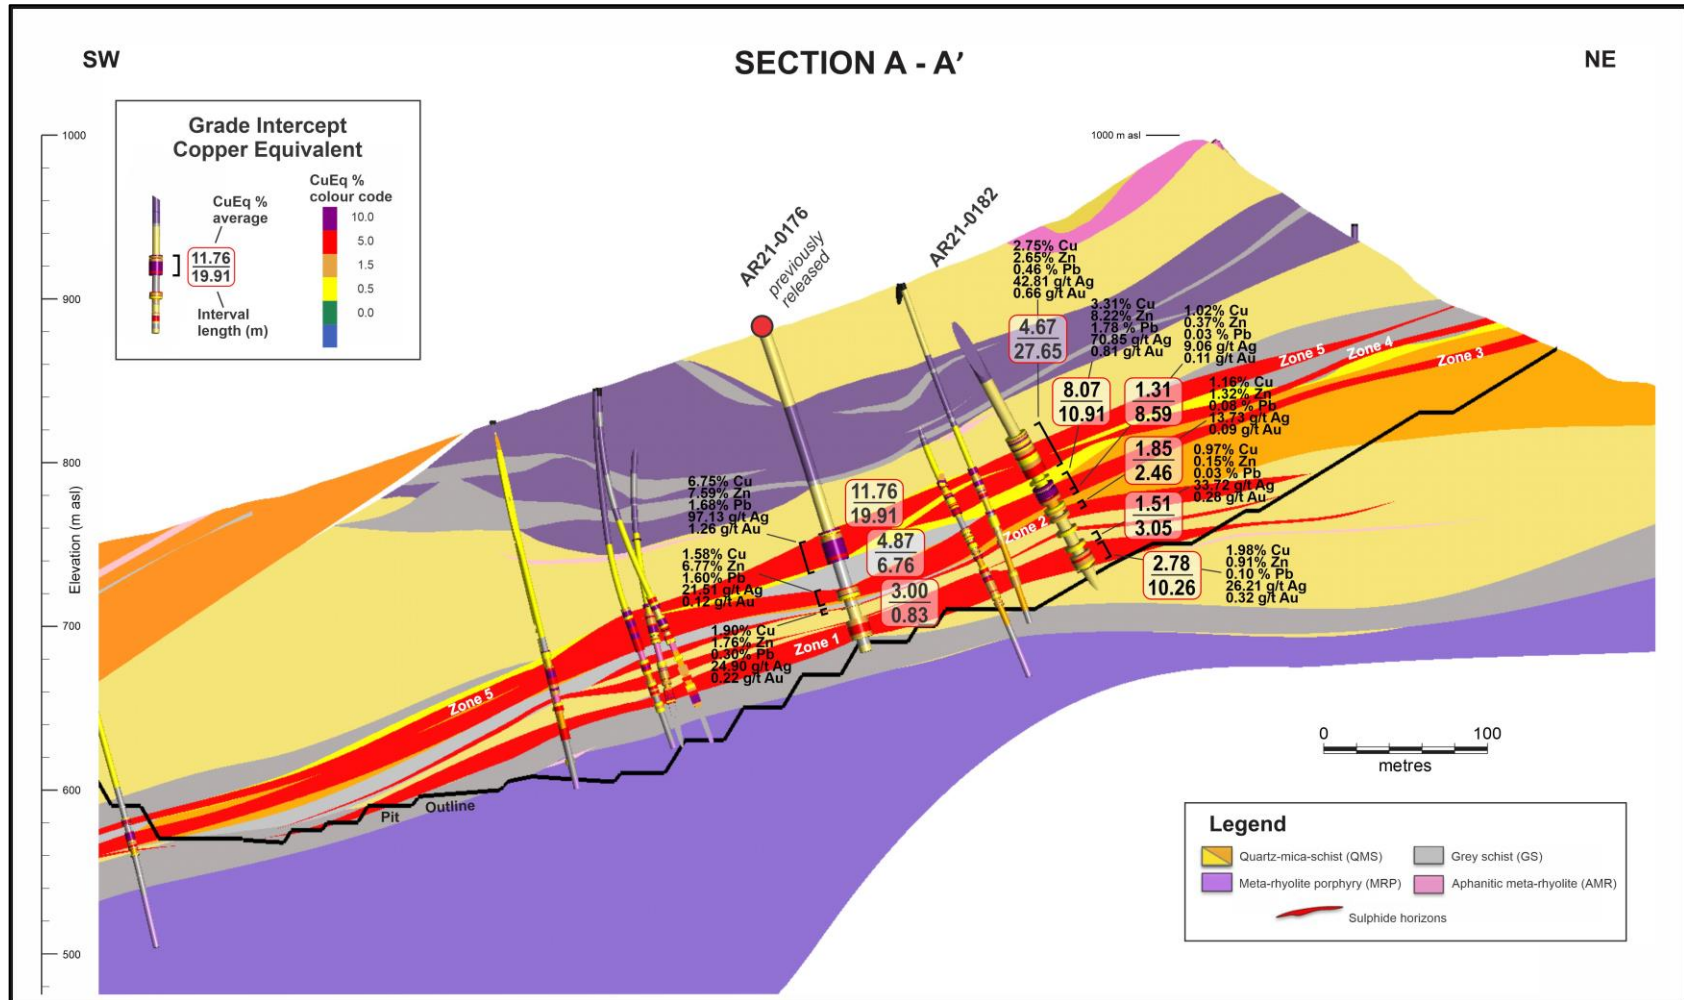 SW
SECTION A - A′
NE
Grade Intercept
Copper Equivalent
CuEq %
average
11.76
19.91
Interval
length (m)
CuEq %
colour code
10.0
5.0
1.5
0.5
0.0
Elevation (m asl)
1000
900
800
700
600
500
1000 m asl
AR21-0176
previously
released
AR21-0182
2.75% Cu
2.65% Zn
0.46 % Pb
42.81 g/t Ag
0.66 g/t Au
4.67
27.65
3.31% Cu
8.22% Zn
1.78 % Pb
70.85 g/t Ag
0.81 g/t Au
8.07
10.91
1.02% Cu
0.37% Zn
0.03 % Pb
9.06 g/t Ag
0.11 g/t Au
1.31
8.59
1.16% Cu
1.32% Zn
0.08 % Pb
13.73 g/t Ag
0.09 g/t Au
1.85
2.46
0.97% Cu
0.15% Zn
0.03 % Pb
33.72 g/t Ag
0.28 g/t Au
1.51
3.05
1.98% Cu
0.91% Zn
0.10 % Pb
26.21 g/t Ag
0.32 g/t Au
2.78
10.26
6.75% Cu
7.59% Zn
1.68% Pb
97.13 g/t Ag
1.26 g/t Au
11.76
19.91
1.58% Cu
6.77% Zn
1.60% Pb
21.51 g/t Ag
0.12 g/t Au
4.87
6.76
1.90% Cu
1.76% Zn
0.30% Pb
24.90 g/t Ag
0.22 g/t Au
3.00
0.83
Zone 5
Zone 4
Zone 3
Zone 2
Zone 1
Zone 5
Pit Outline
0 100
metres
Legend
Quartz-mica-schist (QMS)
Grey schist (GS)
Meta-rhyolite porphyry (MRP)
Aphanitic meta-rhyolite (AMR)
Sulphide horizons